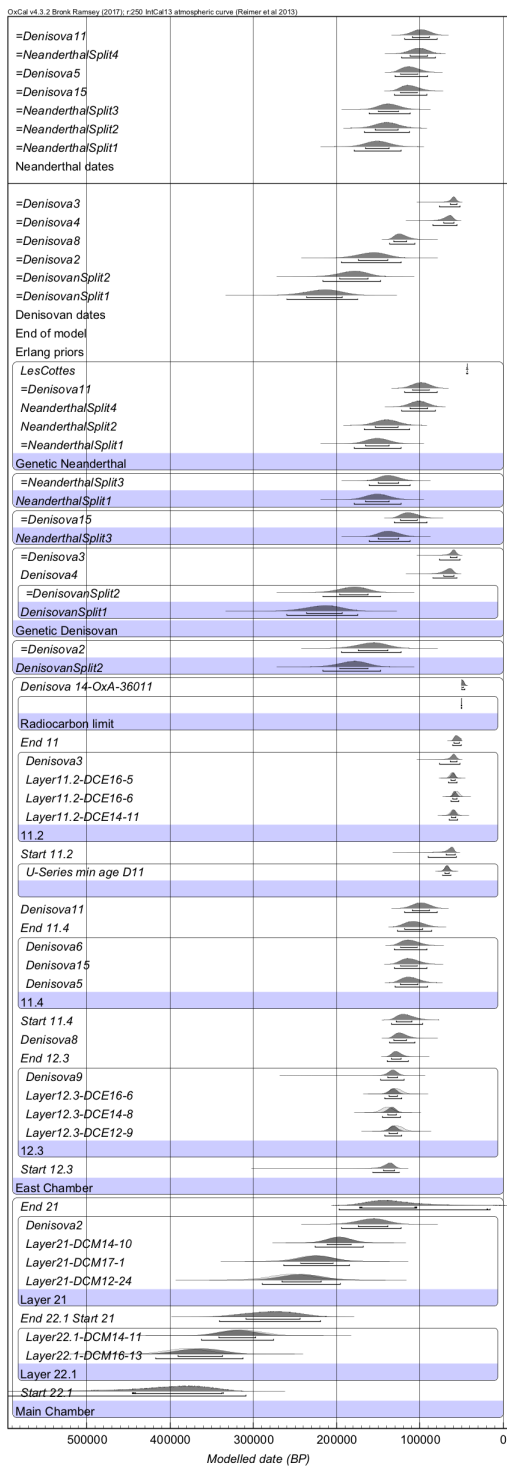 OxCal v4.3.2 Bronk Ramsey (2017); r:250 IntCal13 atmospheric curve (Reimer et al 2013)
=Denisova11
=NeanderthalSplit4
=Denisova5
=Denisova15
=NeanderthalSplit3
=NeanderthalSplit2
=NeanderthalSplit1
Neanderthal dates
=Denisova3
=Denisova4
=Denisova8
=Denisova2
=DenisovanSplit2
=DenisovanSplit1
Denisovan dates
End of model
Erlang priors
LesCottes
=Denisova11
NeanderthalSplit4
NeanderthalSplit2
=NeanderthalSplit1
Genetic Neanderthal
=NeanderthalSplit3
NeanderthalSplit1
=Denisova15
NeanderthalSplit3
=Denisova3
Denisova4
=DenisovanSplit2
DenisovanSplit1
Genetic Denisovan
=Denisova2
DenisovanSplit2
Denisova 14-OxA-36011
Radiocarbon limit
End 11
Denisova3
Layer11.2-DCE16-5
Layer11.2-DCE16-6
Layer11.2-DCE14-11
11.2
Start 11.2
U-Series min age D11
Denisova11
End 11.4
Denisova6
Denisova15
Denisova5
11.4
Start 11.4
Denisova8
End 12.3
Denisova9
Layer12.3-DCE16-6
Layer12.3-DCE14-8
Layer12.3-DCE12-9
12.3
Start 12.3
East Chamber
End 21
Denisova2
Layer21-DCM14-10
Layer21-DCM17-1
Layer21-DCM12-24
Layer 21
End 22.1 Start 21
Layer22.1-DCM14-11
Layer22.1-DCM16-13
Layer 22.1
Start 22.1
Main Chamber
500000 400000 300000 200000 100000 0
Modelled date (BP)